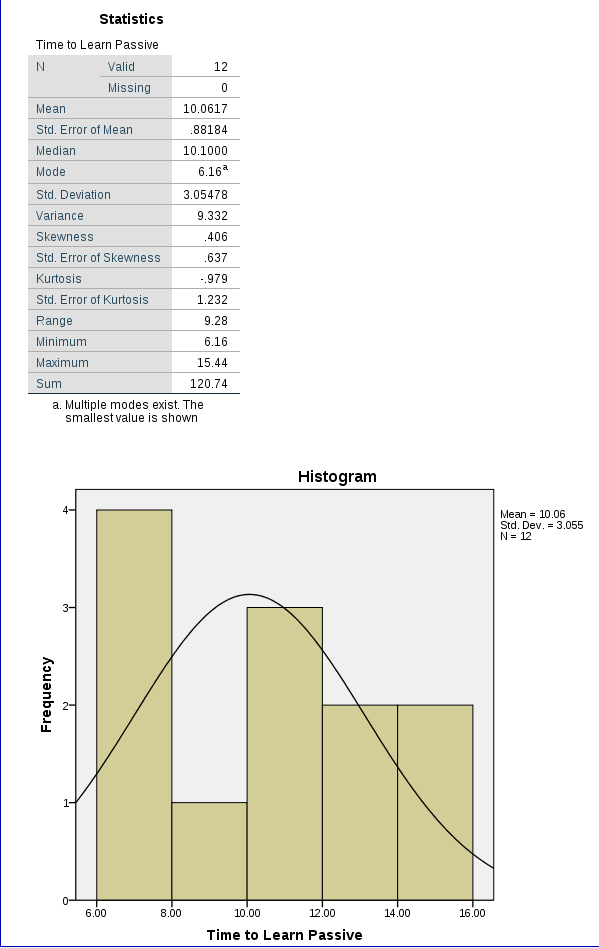 Statistics
Time to Learn Passive
N Valid 12
Missing 0
Mean 10.0617
Std. Error of Mean .88184
Median 10.1000
Mode 6.16a
Std. Deviation 3.05478
Variance 9.332
Skewness .406
Std. Error of Skewness .637
Kurtosis -.979
Std. Error of Kurtosis 1.232
Range 9.28
Minimum 6.16
Maximum 15.44
Sum 120.74
a. Multiple modes exist. The
smallest value is shown
Histogram
Mean = 10.06
Std. Dev. = 3.055
N = 12
Frequency
4
3
2
1
0
6.00 8.00 10.00 12.00 14.00 16.00
Time to Learn Passive